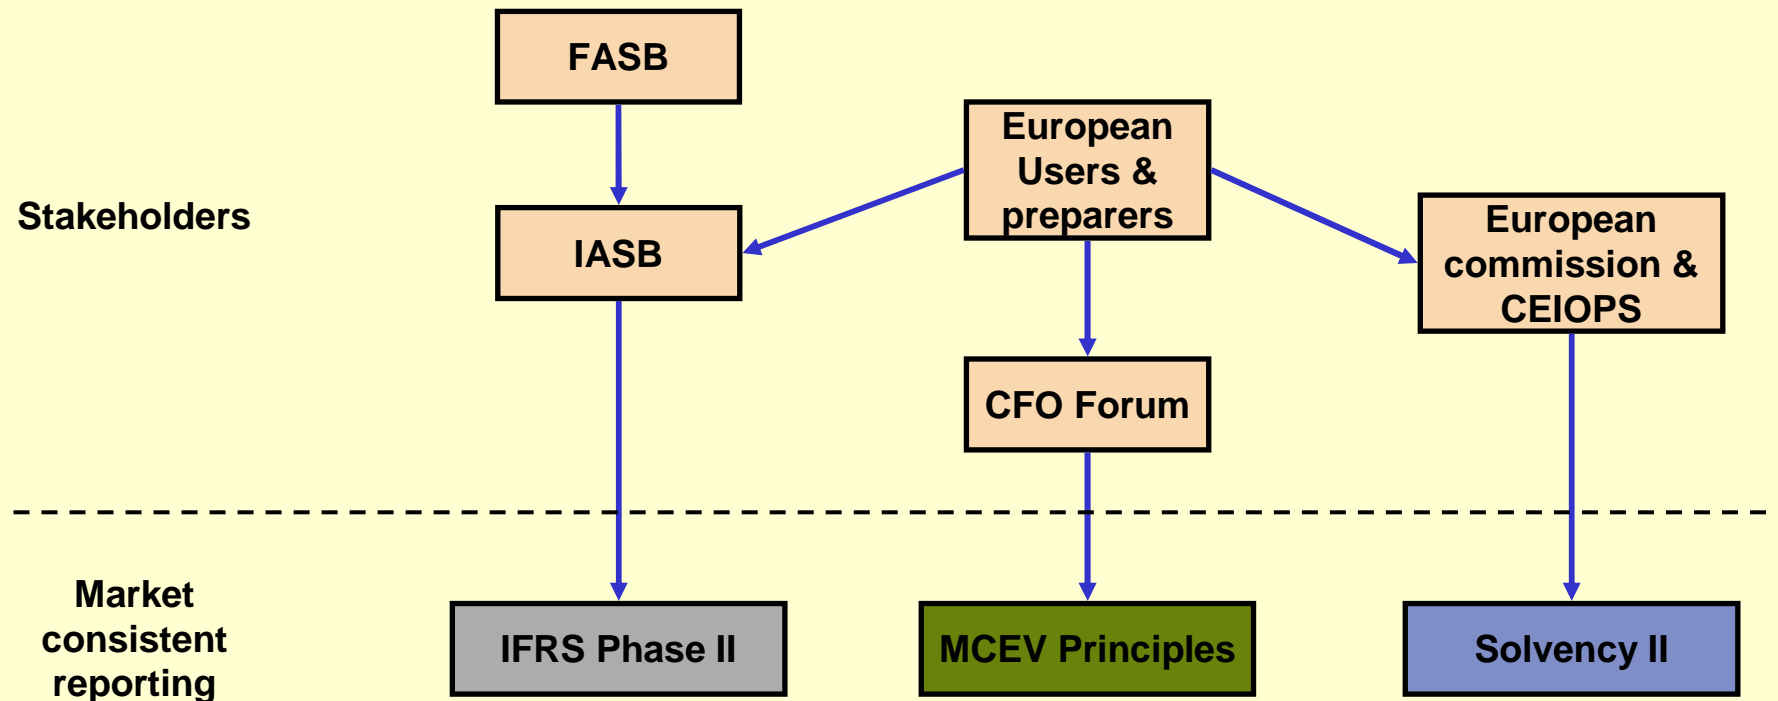 FASB
European
Users &
preparers
Stakeholders
IASB
European
commission &
CEIOPS
CFO Forum
Market
consistent
reporting
IFRS Phase II
MCEV Principles
Solvency II